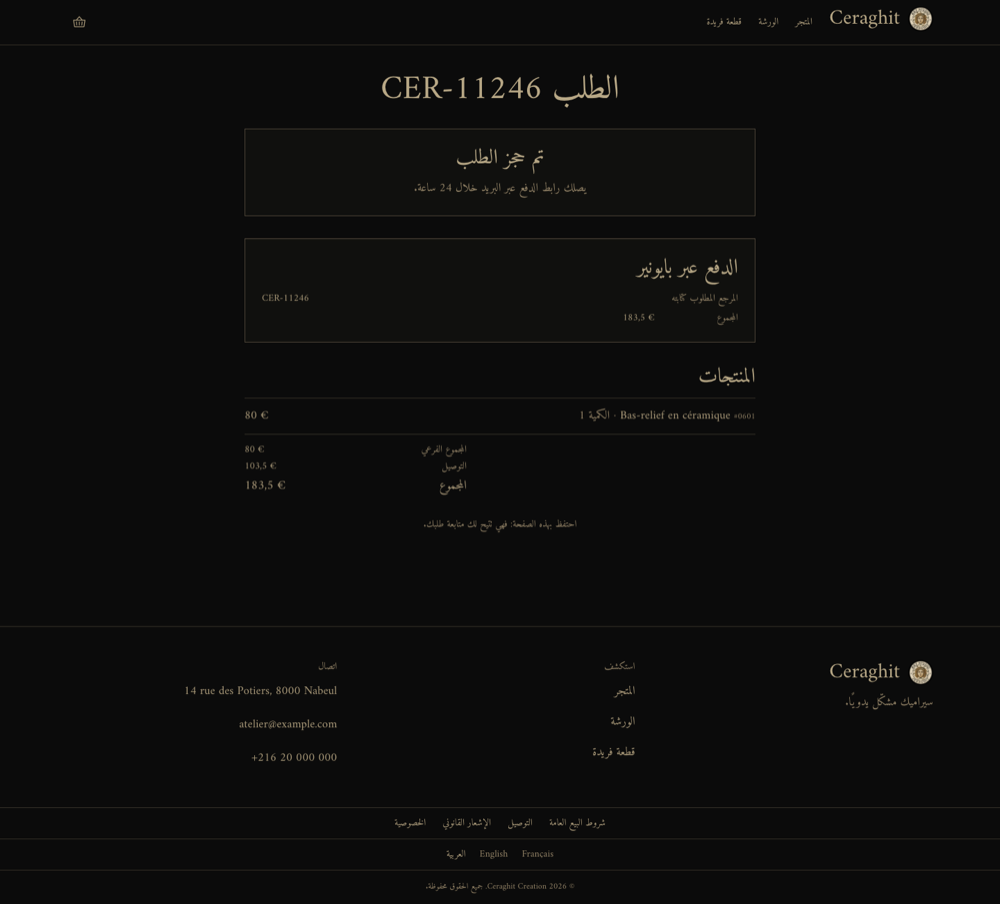 Ceraghit المتجر الورشة قطعة فريدة
الطلب CER-11246
تم حجز الطلب
يصلك رابط الدفع عبر البريد خلال 24 ساعة.
الدفع عبر بايونير
المرجع المطلوب كتابته CER-11246
المجموع 183,5 €
المنتجات
#0601 Bas-relief en céramique · الكمية 1 80 €
المجموع الفرعي 80 €
التوصيل 103,5 €
المجموع 183,5 €
احتفظ بهذه الصفحة: فهي تتيح لك متابعة طلبك.
Ceraghit
سيراميك مشكّل يدويًا.
استكشف
المتجر
الورشة
قطعة فريدة
اتصال
14 rue des Potiers, 8000 Nabeul
atelier@example.com
+216 20 000 000
شروط البيع العامة التوصيل الإشعار القانوني الخصوصية
Français English العربية
© 2026 Ceraghit Creation. جميع الحقوق محفوظة.